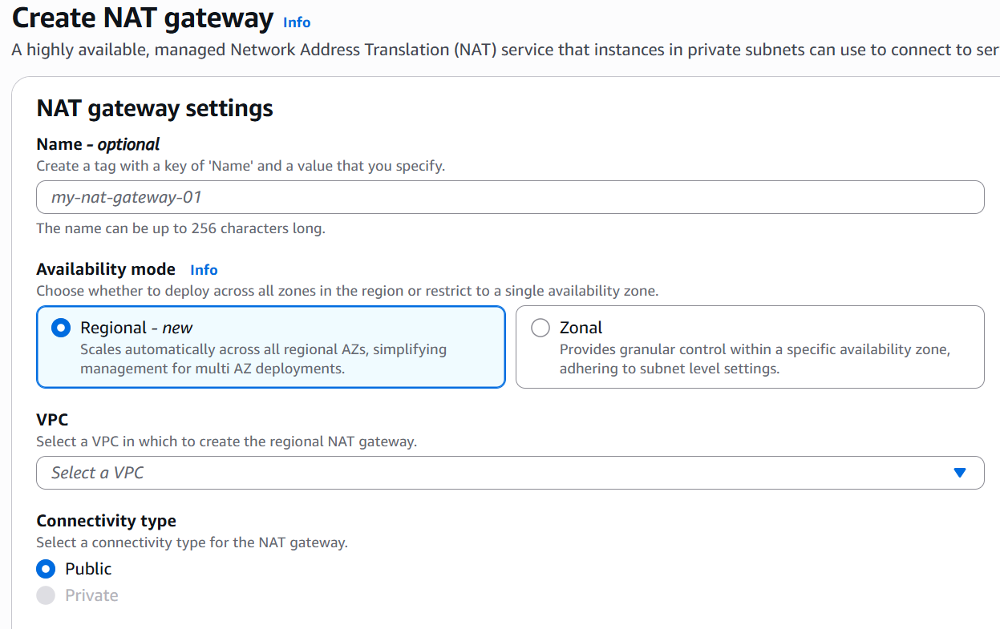 Create NAT gateway Info
A highly available, managed Network Address Translation (NAT) service that instances in private subnets can use to connect to ser
NAT gateway settings
Name - optional
Create a tag with a key of 'Name' and a value that you specify.
my-nat-gateway-01
The name can be up to 256 characters long.
Availability mode Info
Choose whether to deploy across all zones in the region or restrict to a single availability zone.
Regional - new
Scales automatically across all regional AZs, simplifying
management for multi AZ deployments.
Zonal
Provides granular control within a specific availability zone,
adhering to subnet level settings.
VPC
Select a VPC in which to create the regional NAT gateway.
Select a VPC
Connectivity type
Select a connectivity type for the NAT gateway.
Public
Private